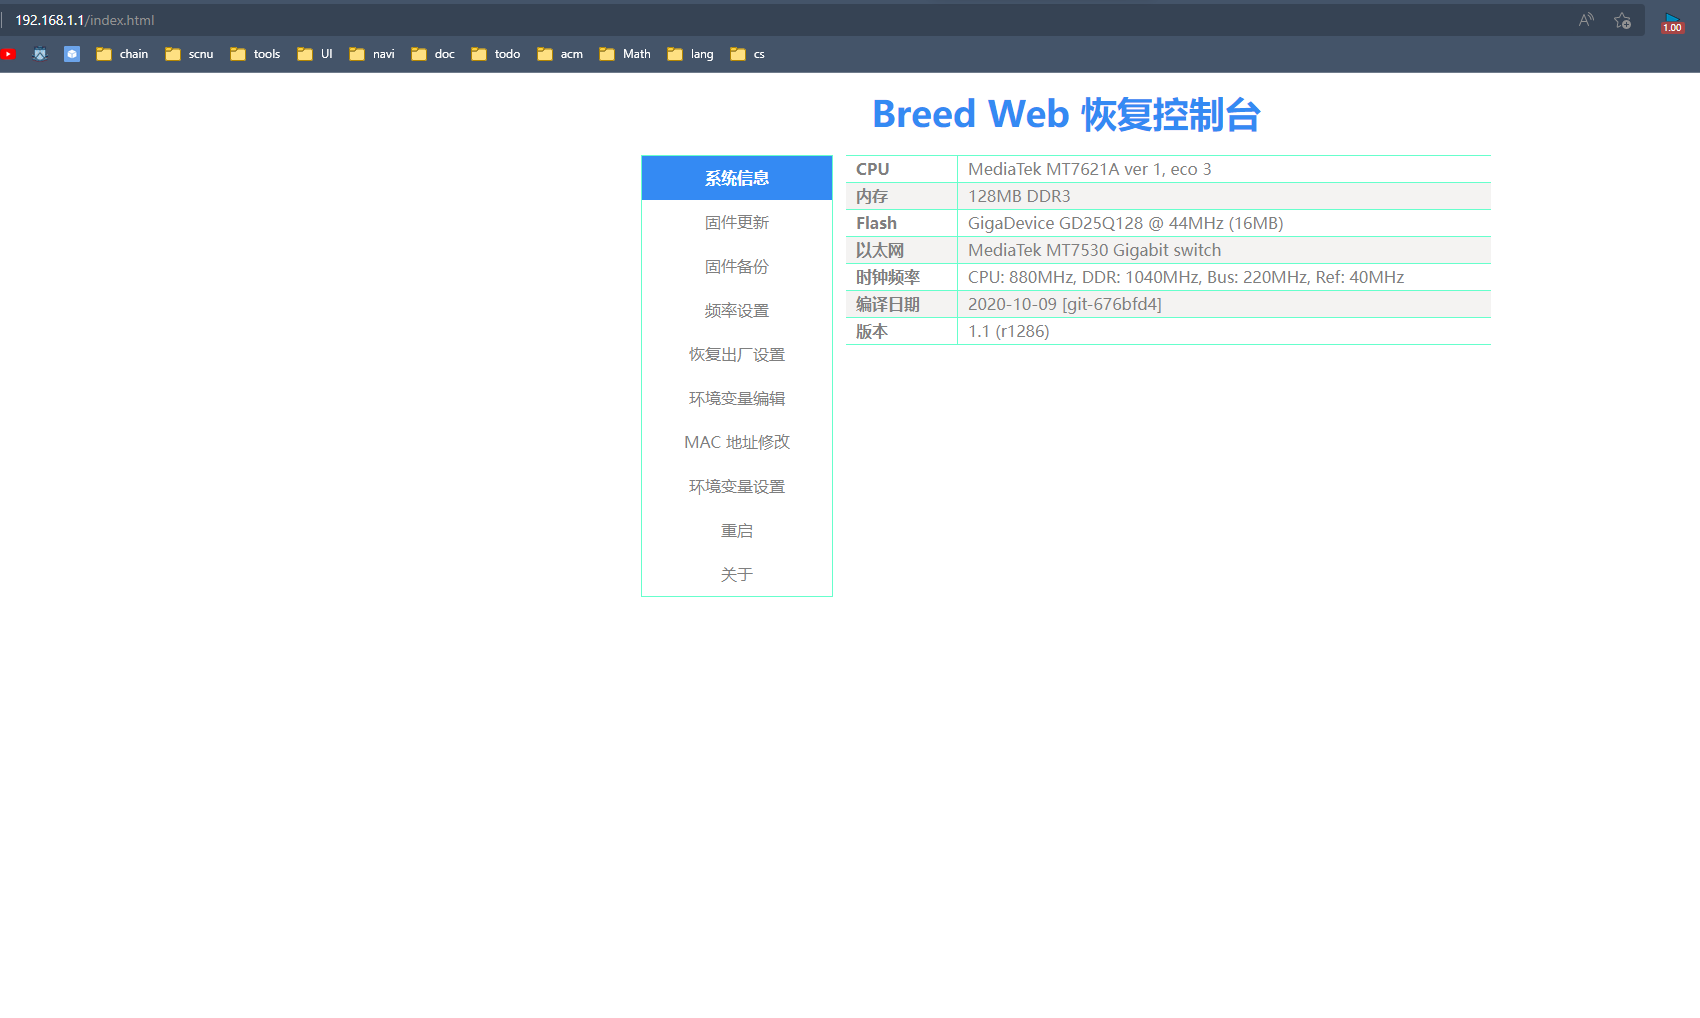 192.168.1.1/index.html
1.00
chain scnu tools UI navi doc todo acm Math lang cs
Breed Web 恢复控制台
系统信息
固件更新
固件备份
频率设置
恢复出厂设置
环境变量编辑
MAC 地址修改
环境变量设置
重启
关于
CPU MediaTek MT7621A ver 1, eco 3
内存 128MB DDR3
Flash GigaDevice GD25Q128 @ 44MHz (16MB)
以太网 MediaTek MT7530 Gigabit switch
时钟频率 CPU: 880MHz, DDR: 1040MHz, Bus: 220MHz, Ref: 40MHz
编译日期 2020-10-09 [git-676bfd4]
版本 1.1 (r1286)